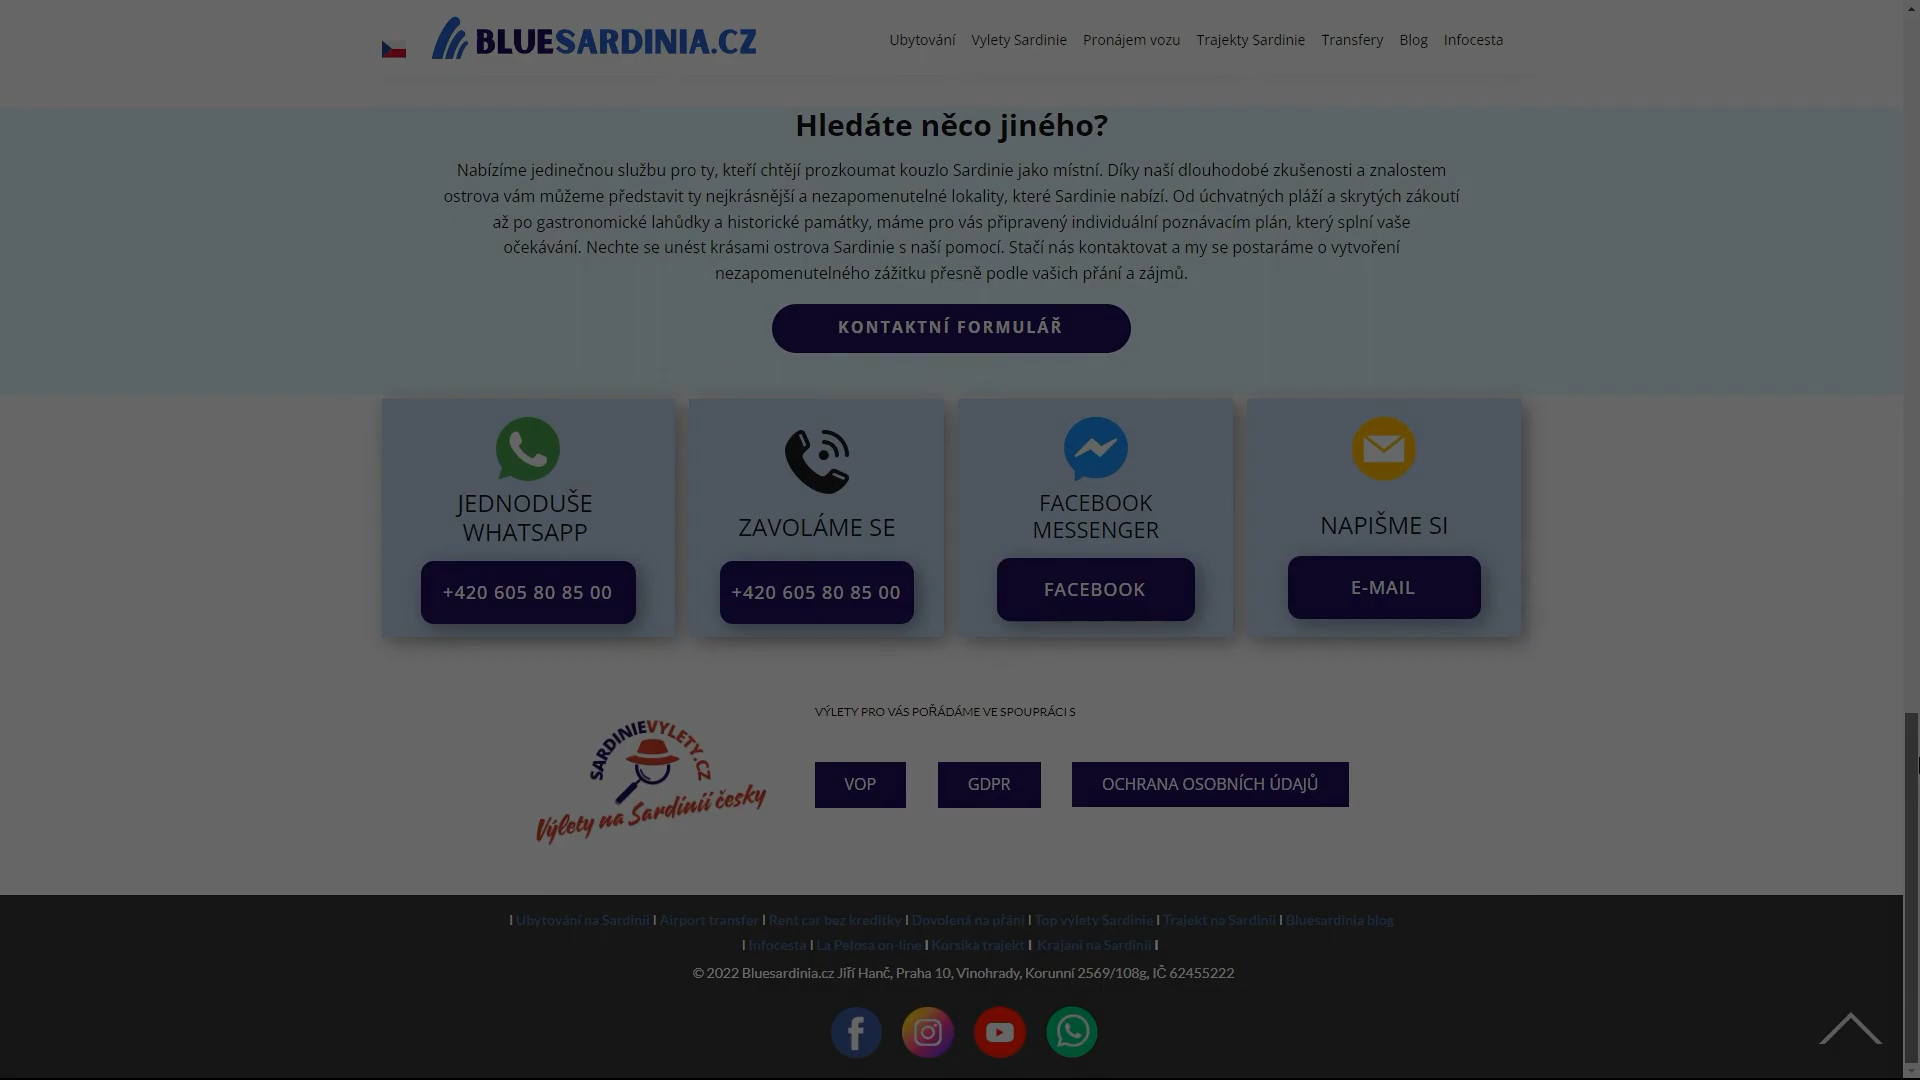 BLUESARDINIA.CZ
Ubytování Vylety Sardinie Pronájem vozu Trajekty Sardinie Transfery Blog Infocesta
Hledáte něco jiného?
Nabízíme jedinečnou službu pro ty, kteří chtějí prozkoumat kouzlo Sardinie jako místní. Díky naší dlouhodobé zkušenosti a znalostem
ostrova vám můžeme představit ty nejkrásnější a nezapomenutelné lokality, které Sardinie nabízí. Od úchvatných pláží a skrytých zákoutí
až po gastronomické lahůdky a historické památky, máme pro vás připravený individuální poznávacím plán, který splní vaše
očekávání. Nechte se unést krásami ostrova Sardinie s naší pomocí. Stačí nás kontaktovat a my se postaráme o vytvoření
nezapomenutelného zážitku přesně podle vašich přání a zájmů.
KONTAKTNÍ FORMULÁŘ
JEDNODUŠE
WHATSAPP
+420 605 80 85 00
ZAVOLÁME SE
+420 605 80 85 00
FACEBOOK
MESSENGER
FACEBOOK
NAPIŠME SI
E-MAIL
SARDINIEVYLETY.CZ
Výlety na Sardinii česky
VÝLETY PRO VÁS POŘÁDÁME VE SPOUPRÁCI S
VOP
GDPR
OCHRANA OSOBNÍCH ÚDAJŮ
I Ubytování na Sardinii I Airport transfer I Rent car bez kreditky I Dovolená na přání I Top výlety Sardinie I Trajekt na Sardinii I Bluesardinia blog
I Infocesta I La Pelosa on-line I Korsika trajekt I Krajani na Sardinii I
© 2022 Bluesardinia.cz Jiří Hanč, Praha 10, Vinohrady, Korunní 2569/108g, IČ 62455222